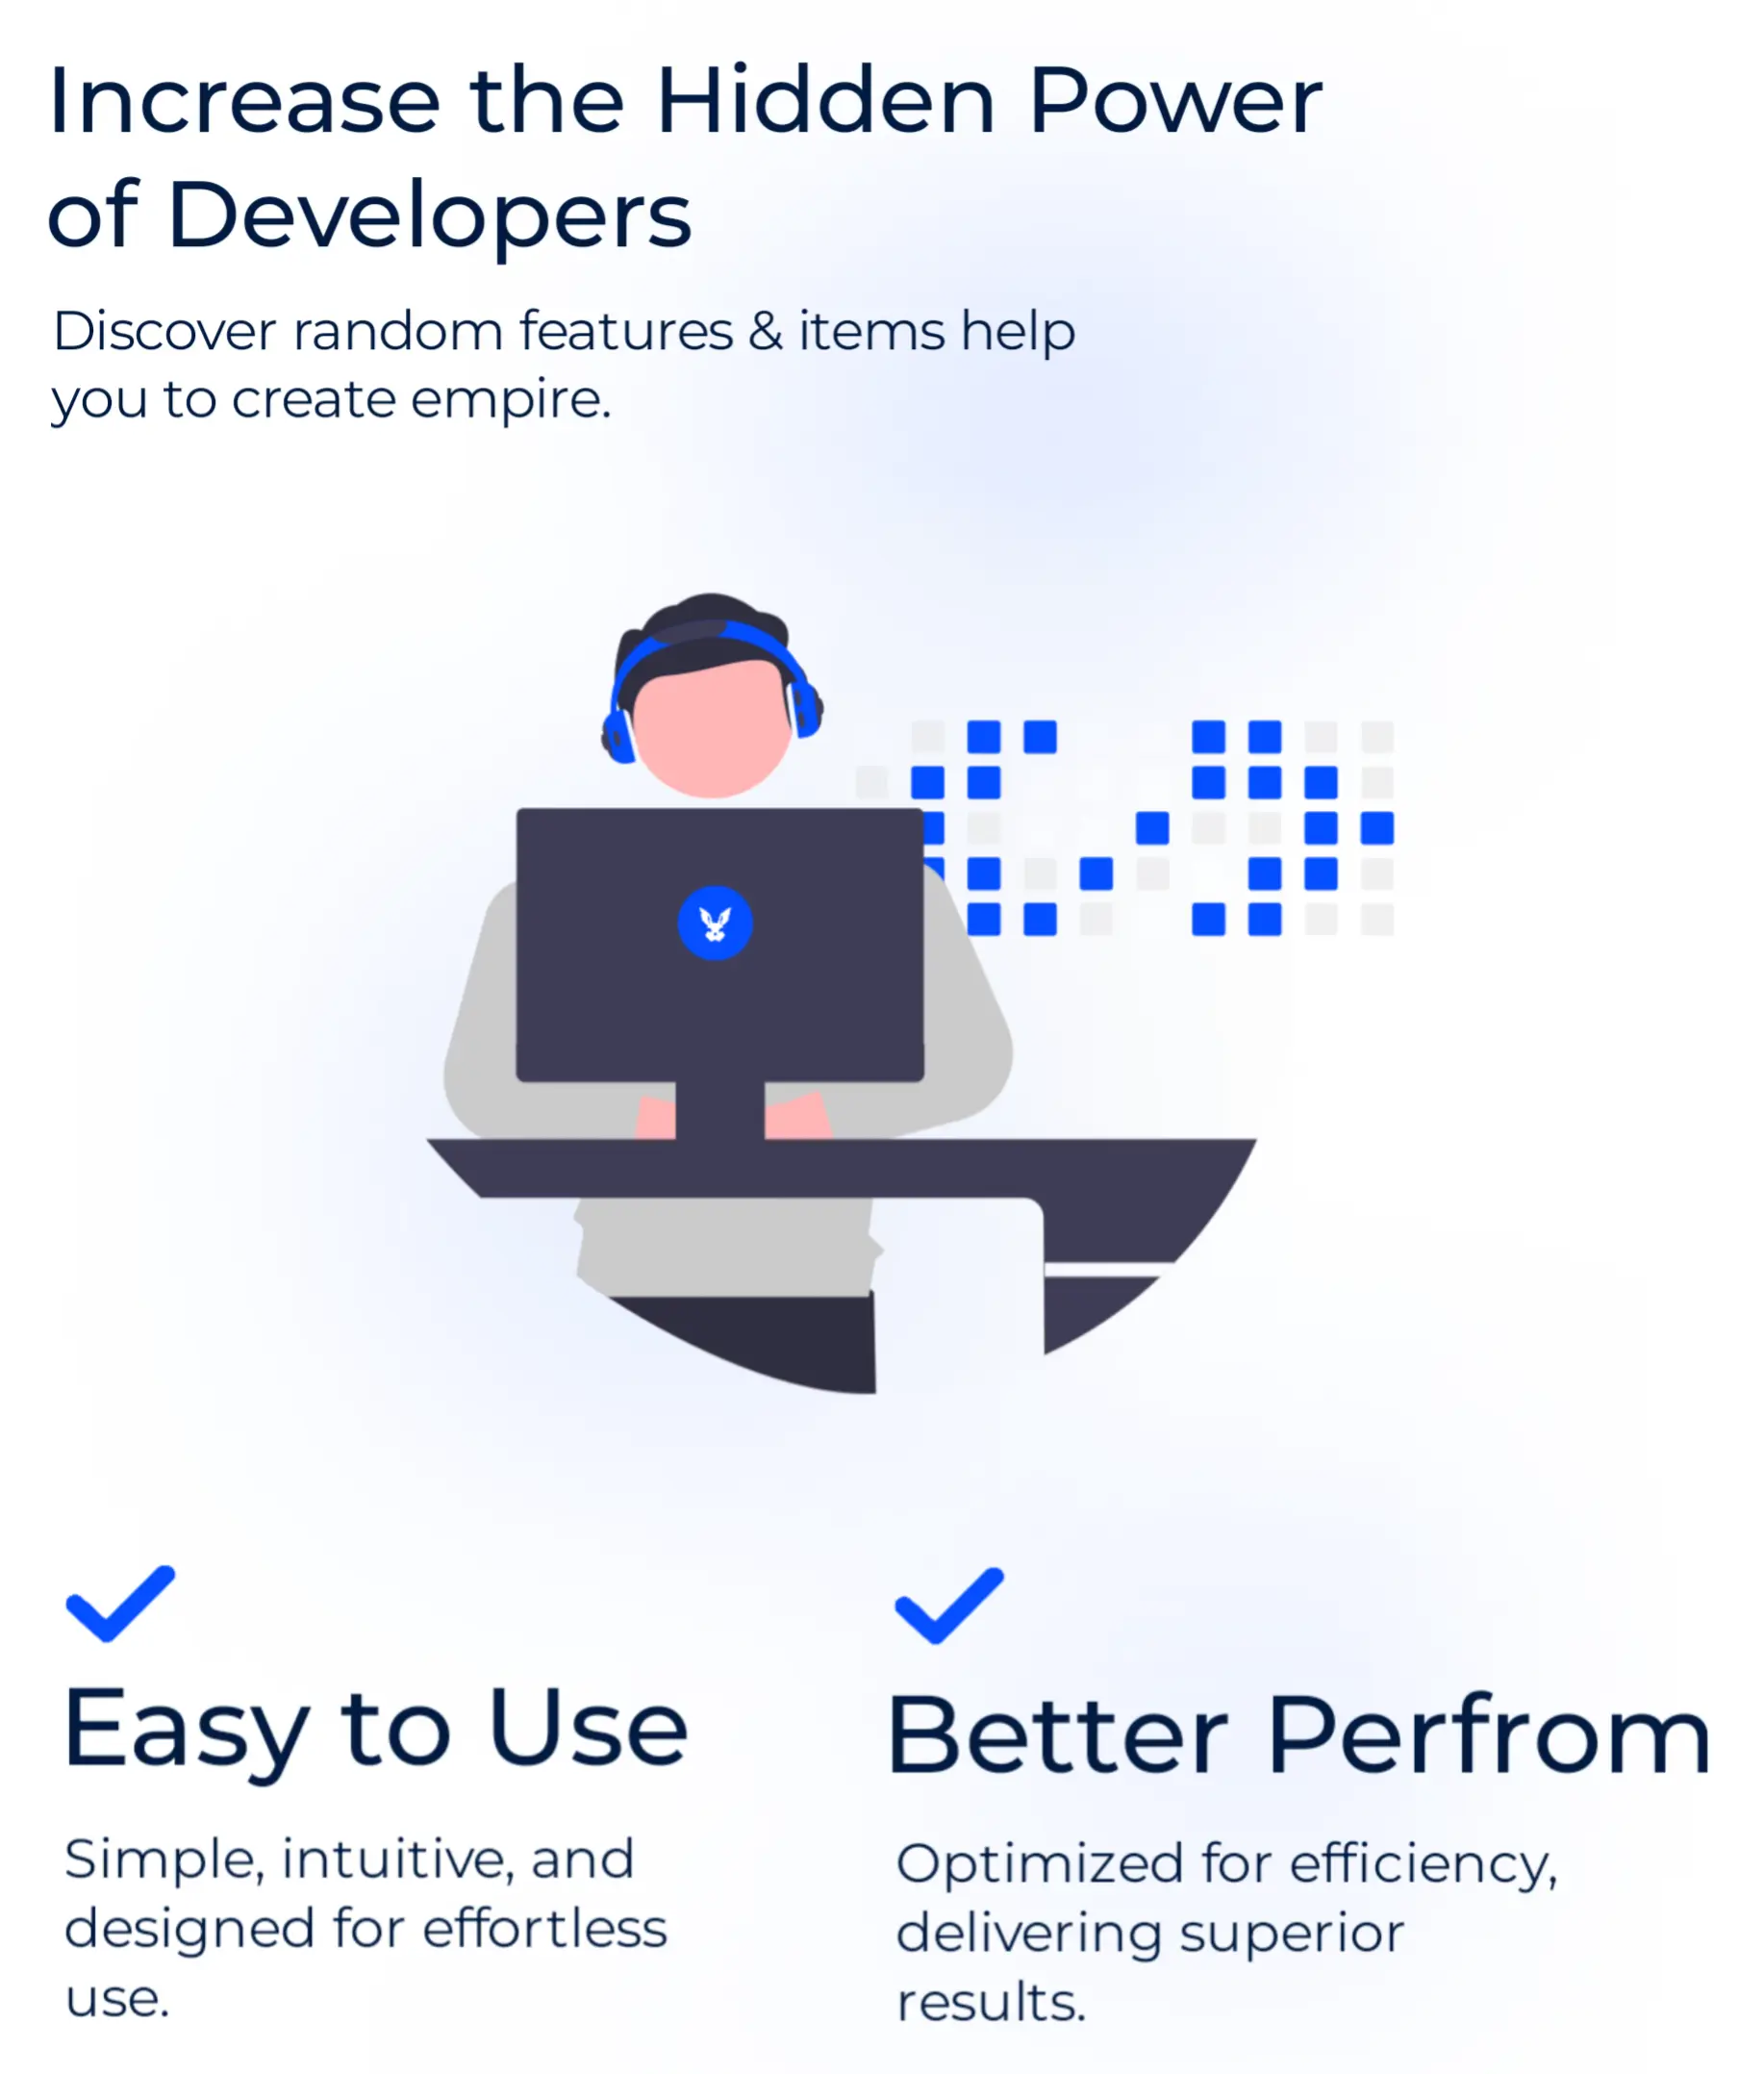 Increase the Hidden Power
of Developers
Discover random features & items help
you to create empire.
Easy to Use
Simple, intuitive, and
designed for effortless
use.
Better Perfrom
Optimized for efficiency,
delivering superior
results.